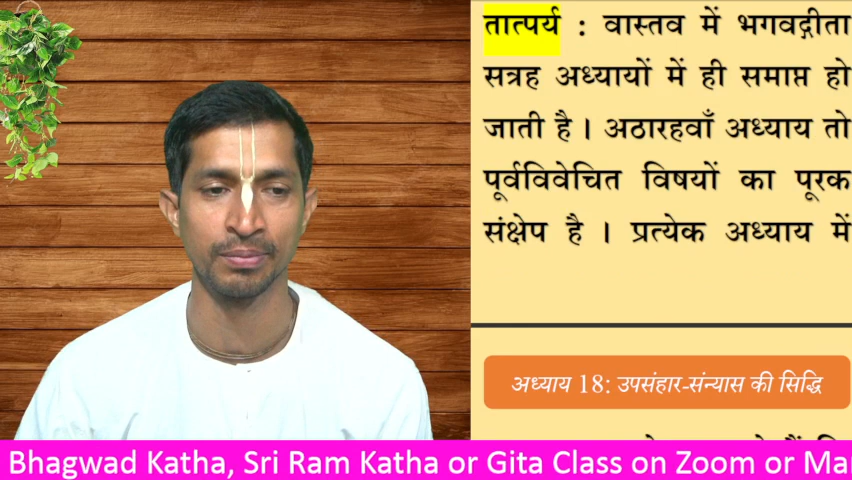 तात्पर्य : वास्तव में भगवद्गीता
सत्रह अध्यायों में ही समाप्त हो
जाती है । अठारहवाँ अध्याय तो
पूर्वविवेचित विषयों का पूरक
संक्षेप है । प्रत्येक अध्याय में
अध्याय 18: उपसंहार-संन्यास की सिद्धि
Bhagwad Katha, Sri Ram Katha or Gita Class on Zoom or